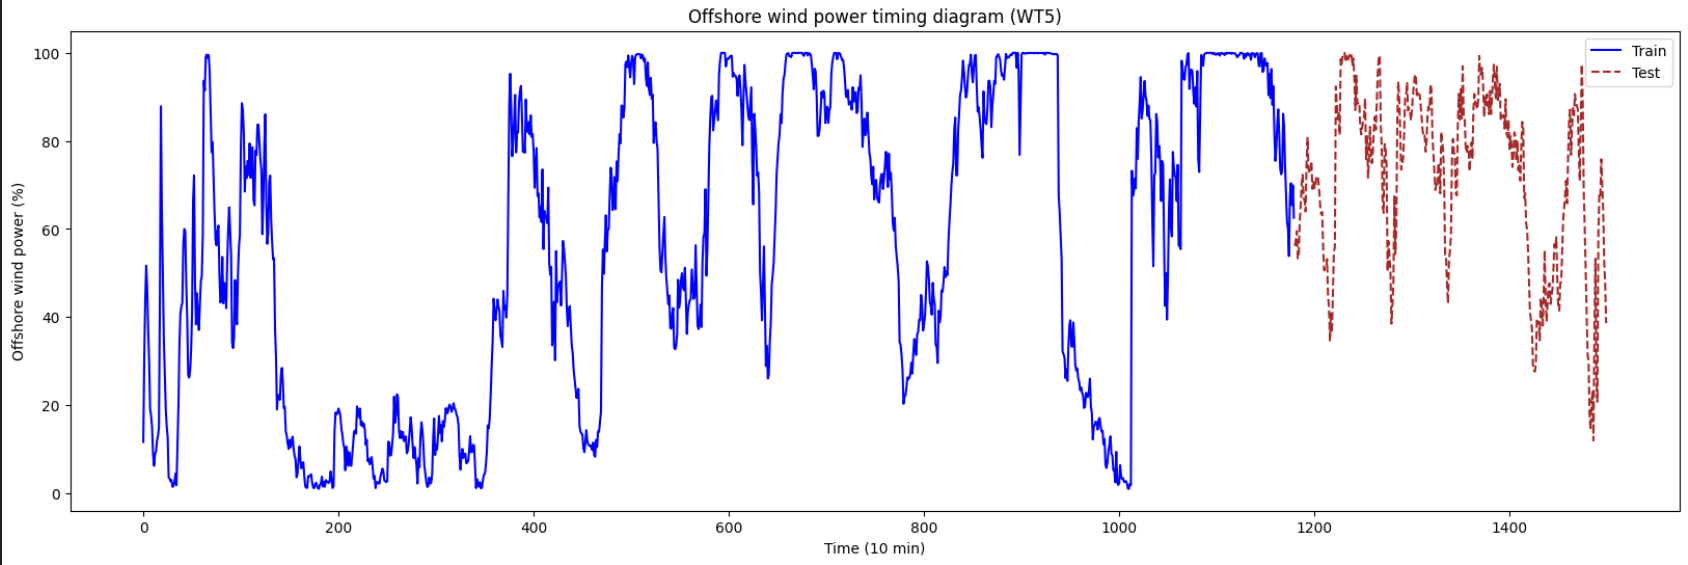 Offshore wind power timing diagram (WT5)
Train
Test
Offshore wind power (%)
100
80
60
40
20
0
0 200 400 600 800 1000 1200 1400
Time (10 min)